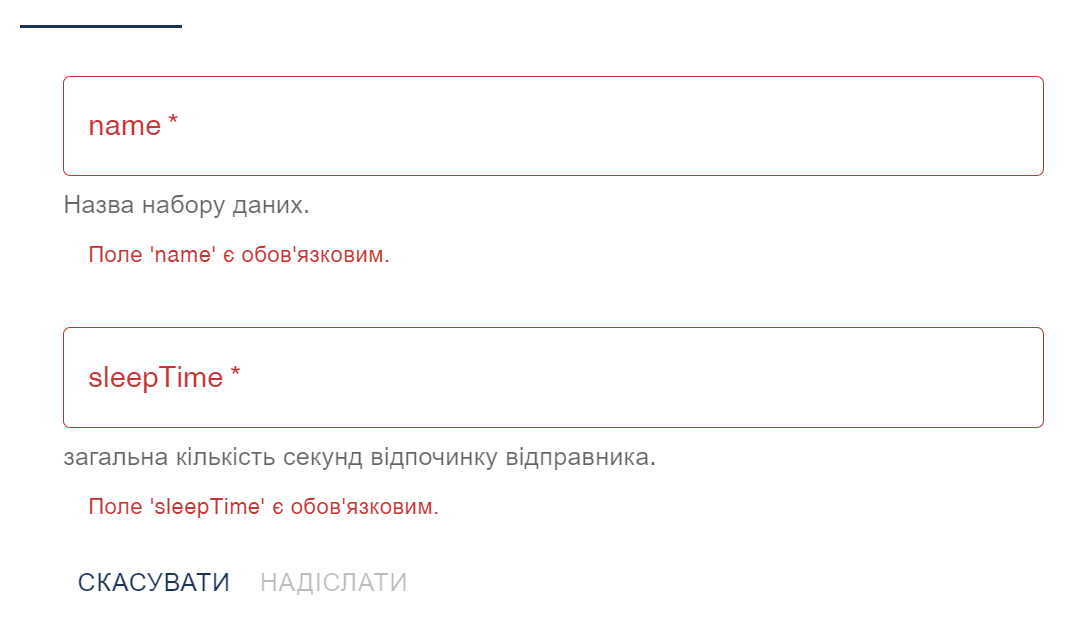 name *
Назва набору даних.
Поле 'name' є обов'язковим.
sleepTime *
загальна кількість секунд відпочинку відправника.
Поле 'sleepTime' є обов'язковим.
СКАСУВАТИ НАДІСЛАТИ